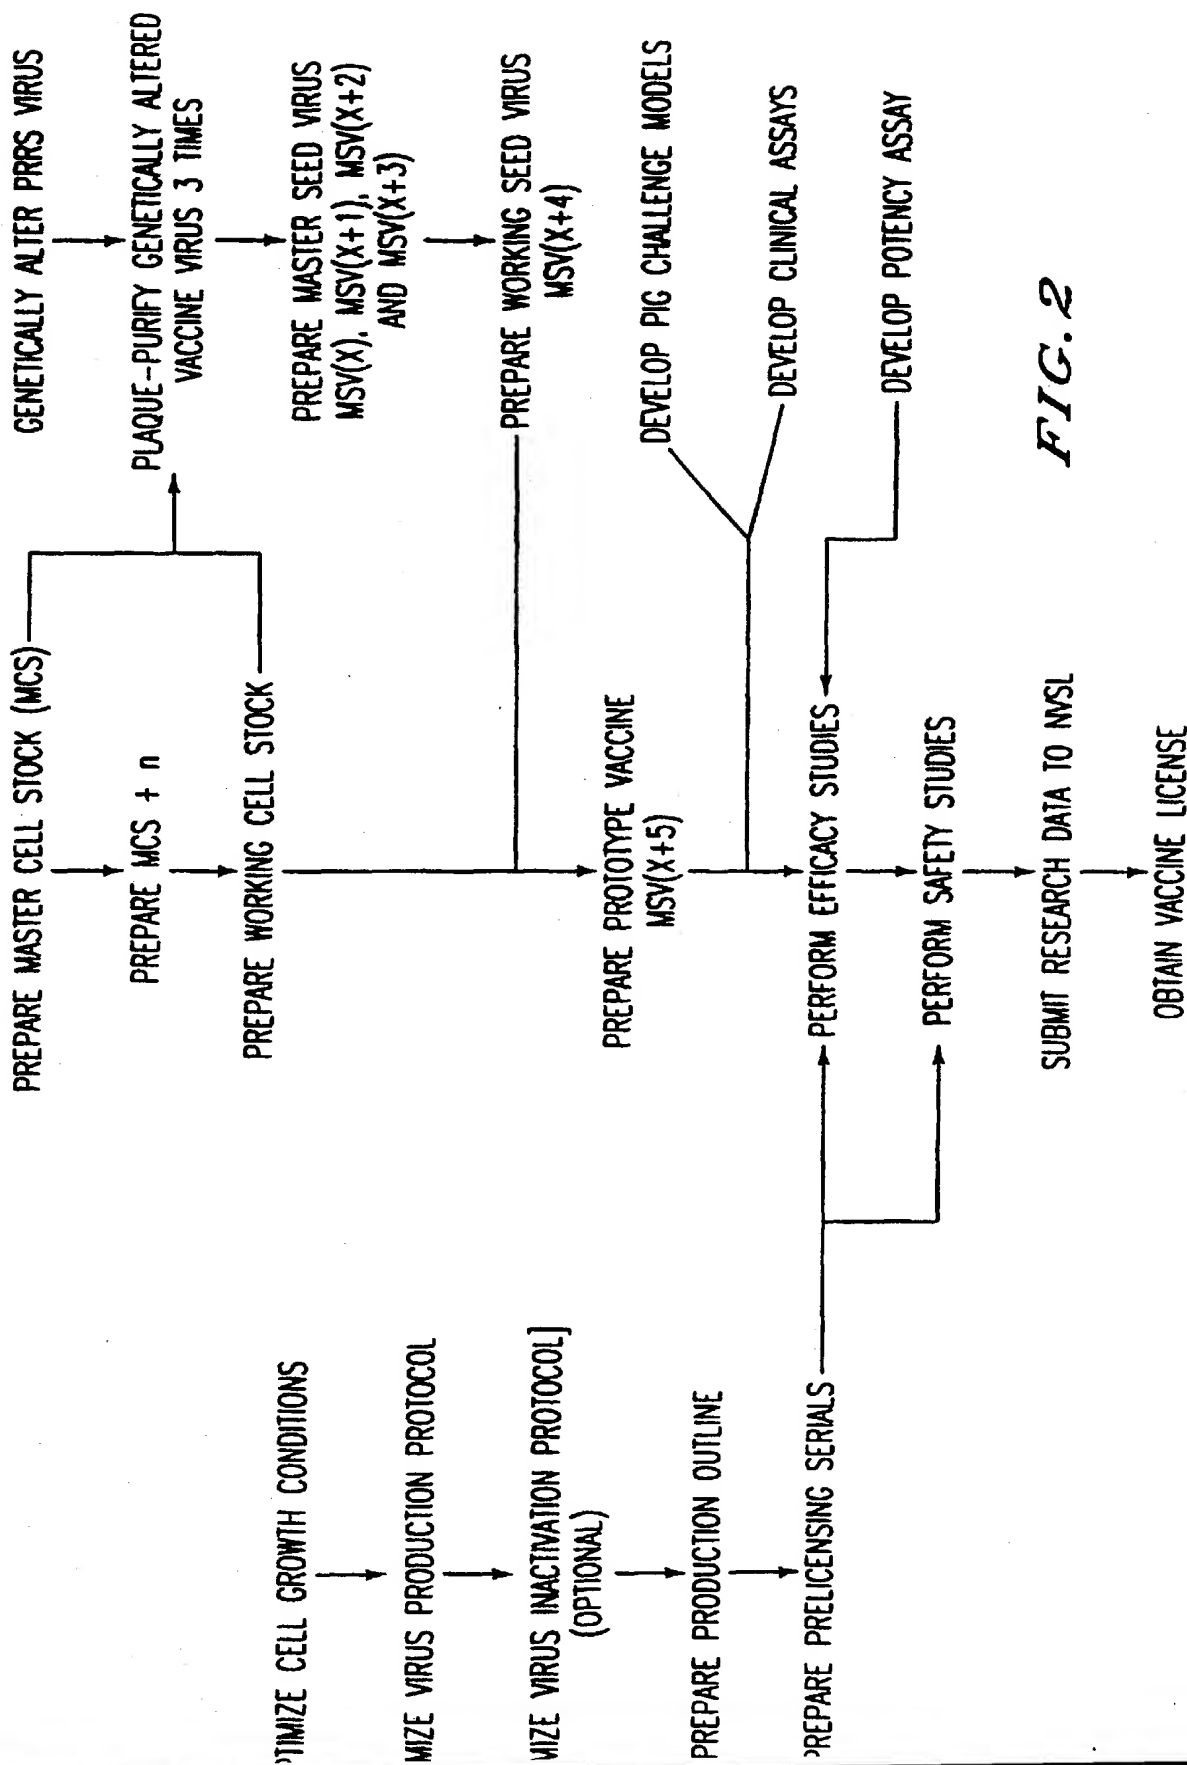 GENETICALLY ALTER PRRS VIRUS
PLAQUE-PURIFY GENETICALLY ALTERED
VACCINE VIRUS 3 TIMES
PREPARE MASTER SEED VIRUS
MSV(X), MSV(X+1), MSV(X+2)
AND MSV(X+3)
PREPARE WORKING SEED VIRUS
MSV(X+4)
DEVELOP PIG CHALLENGE MODELS
DEVELOP CLINICAL ASSAYS
DEVELOP POTENCY ASSAY
PREPARE MASTER CELL STOCK (MCS)
PREPARE MCS + n
PREPARE WORKING CELL STOCK
PREPARE PROTOTYPE VACCINE
MSV(X+5)
PERFORM EFFICACY STUDIES
PERFORM SAFETY STUDIES
SUBMIT RESEARCH DATA TO NVSL
OBTAIN VACCINE LICENSE
PTIMIZE CELL GROWTH CONDITIONS
MIZE VIRUS PRODUCTION PROTOCOL
MIZE VIRUS INACTIVATION PROTOCOL]
(OPTIONAL)
PREPARE PRODUCTION OUTLINE
PREPARE PRELICENSING SERIALS
FIG. 2